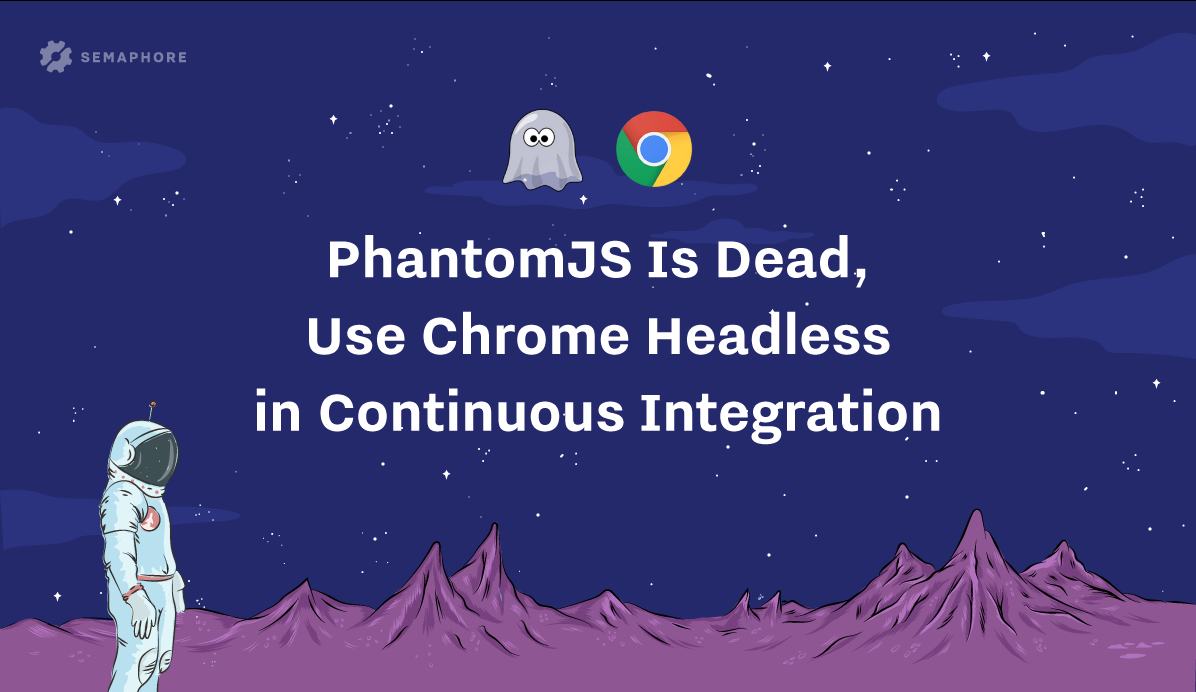 SEMAPHORE
PhantomJS Is Dead,
Use Chrome Headless
in Continuous Integration